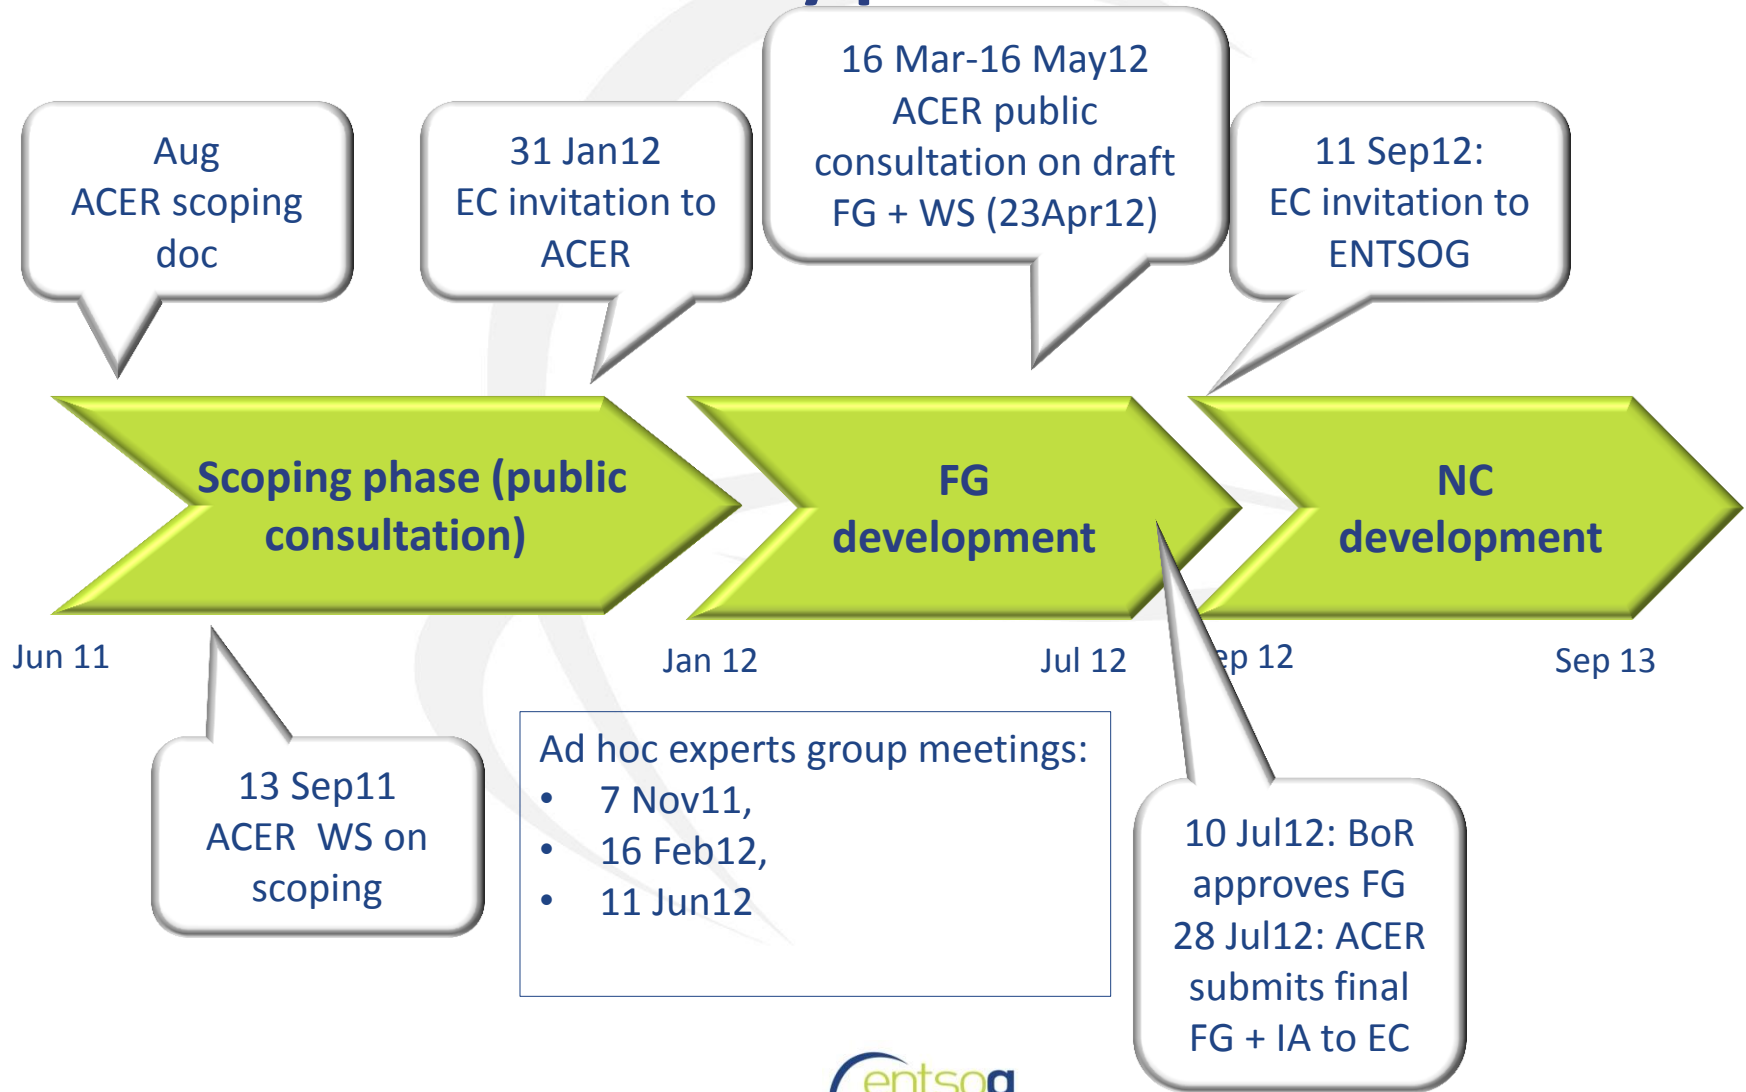 16 Mar-16 May12
ACER public
consultation on draft
FG + WS (23Apr12)
Aug
ACER scoping
doc
31 Jan12
EC invitation to
ACER
11 Sep12:
EC invitation to
ENTSOG
Scoping phase (public
consultation)
FG
development
NC
development
Jun 11
Jan 12
Jul 12
ep 12
Sep 13
13 Sep11
ACER  WS on
scoping
Ad hoc experts group meetings:
• 7 Nov11,
• 16 Feb12,
• 11 Jun12
10 Jul12: BoR
approves FG
28 Jul12: ACER
submits final
FG + IA to EC
entsog